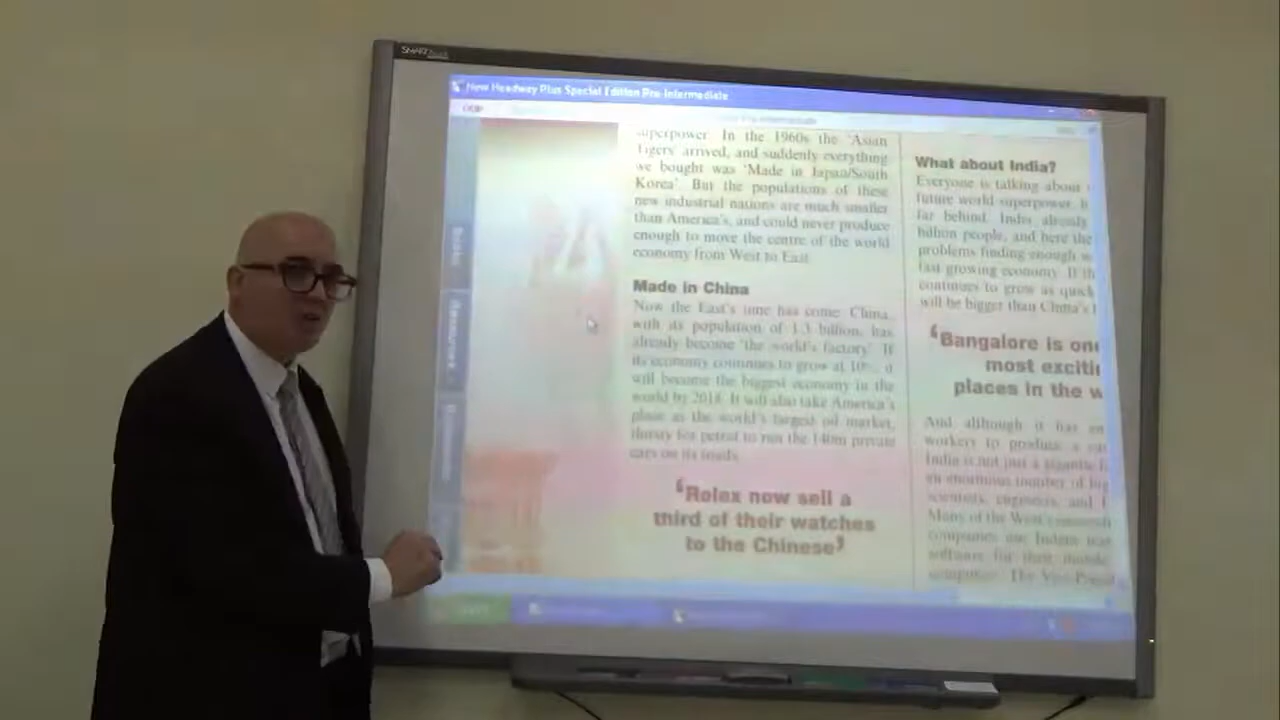 SMART
New Headway Plus Special Edition Pre-Intermediate
superpower. In the 1960s the 'Asian
Tigers' arrived, and suddenly everything
we bought was 'Made in Japan/South
Korea'. But the populations of these
new industrial nations are much smaller
than America's, and could never produce
enough to move the centre of the world
economy from West to East.
Made in China
Now the East's time has come. China,
with its population of 1.3 billion, has
already become 'the world's factory'. If
its economy continues to grow at 10%, it
will become the biggest economy in the
world by 2018. It will also take America's
place as the world's largest oil market,
thirsty for petrol to run the 140m private
cars on its roads.
'Rolex now sell a
third of their watches
to the Chinese'
What about India?
Everyone is talking about
future world superpower. It
far behind. India already
billion people, and here the
problems finding enough
fast-growing economy. If
continues to grow as
will be bigger than China's
'Bangalore is
most
places in the
And although it has
workers to produce
India is not just a gigantic
an enormous number of
scientists, engineers, and
Many of the West's
companies use Indian
software for their
computers. The